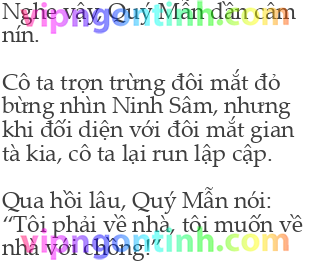 Nghe vậy, Quý Mẫn dần câm
nín.
Cô ta trợn trừng đôi mắt đỏ
bừng nhìn Ninh Sâm, nhưng
khi đối diện với đôi mắt gian
tà kia, cô ta lại run lập cập.
Qua hồi lâu, Quý Mẫn nói:
“Tôi phải về nhà, tôi muốn về
nhà với chồng!”
vipngontinh.com
vipngontinh.com